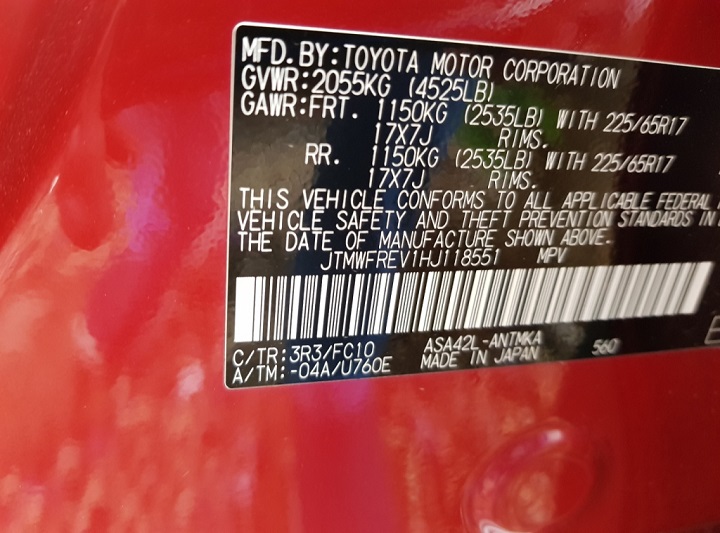 MFD. BY: TOYOTA MOTOR CORPORATION
GVWR: 2055KG (4525LB)
GAWR: FRT. 1150KG (2535LB) WITH 225/65R17
17X7J RIMS.
RR. 1150KG (2535LB) WITH 225/65R17
17X7J RIMS.
THIS VEHICLE CONFORMS TO ALL APPLICABLE FEDERAL
VEHICLE SAFETY AND THEFT PREVENTION STANDARDS IN
THE DATE OF MANUFACTURE SHOWN ABOVE.
JTMWFREV1HJ118551 MPV
C/TR: 3R3/FC10 ASA42L-ANTMKA 560
A/TM: -04A/U760E MADE IN JAPAN